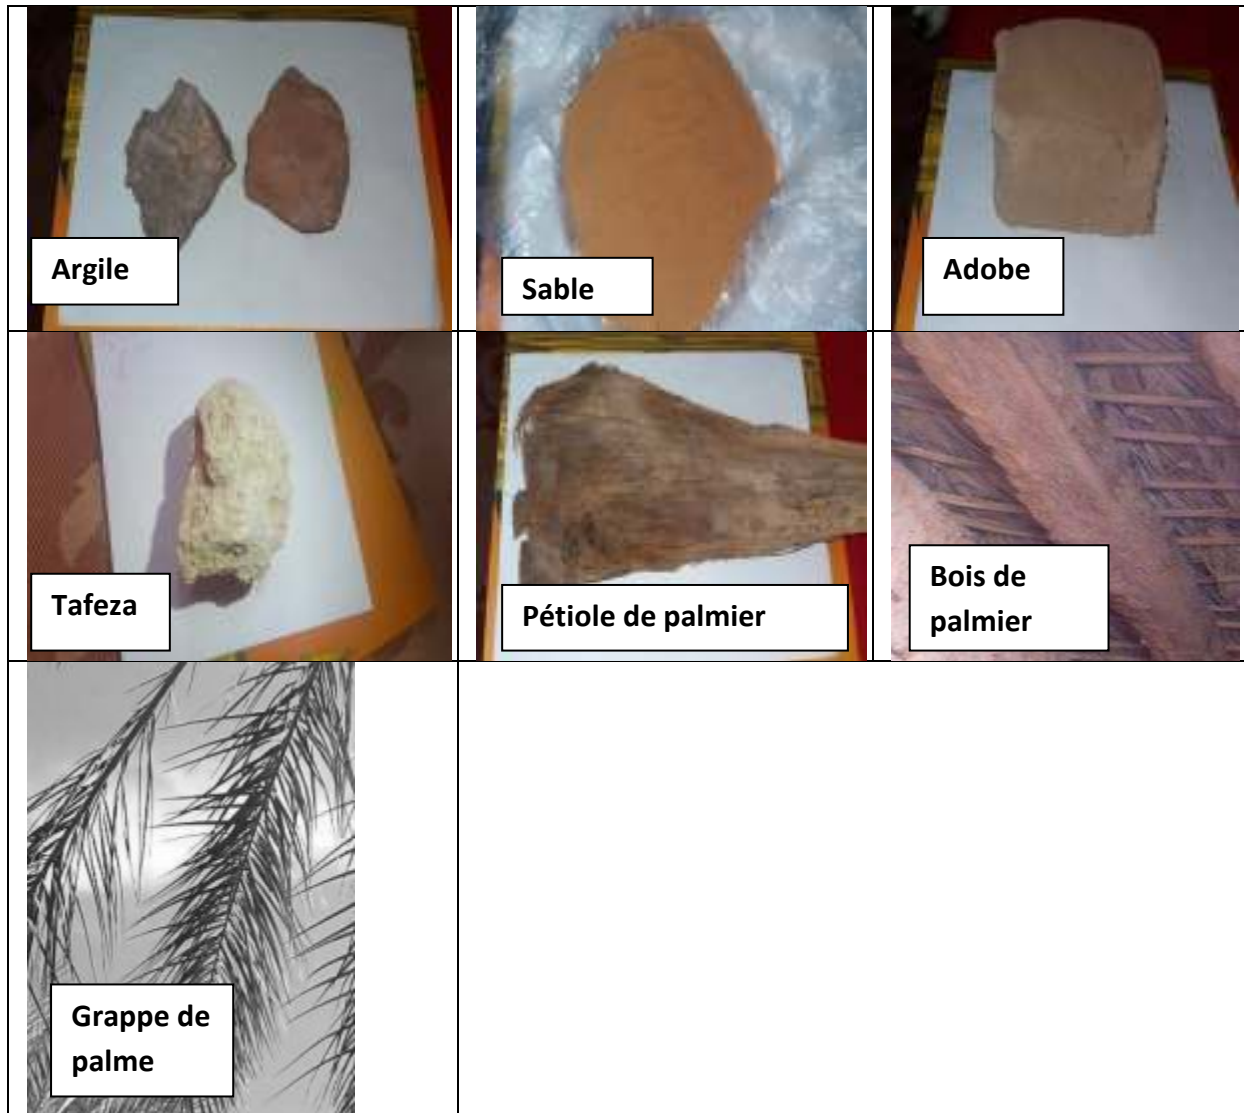 Argile
Sable
Adobe
Tafeza
Pétiole de palmier
Bois de
palmier
Grappe de
palme